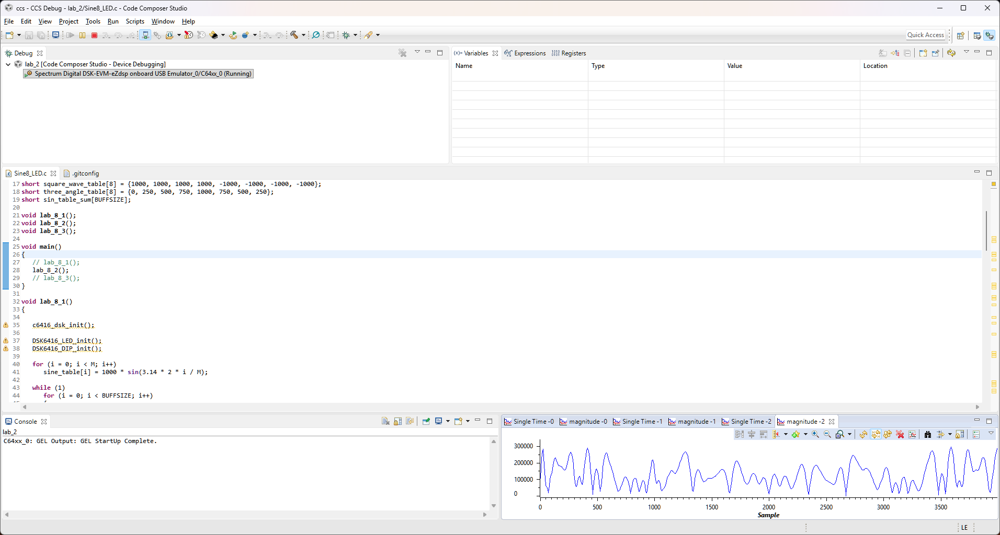 ccs - CCS Debug - lab_2/Sine8_LED.c - Code Composer Studio
File Edit View Project Tools Run Scripts Window Help
Quick Access
Debug
lab_2 [Code Composer Studio - Device Debugging]
Spectrum Digital DSK-EVM-eZdsp onboard USB Emulator_0/C64xx_0 (Running)
(x)= Variables Expressions 1010 0101 Registers
Name Type Value Location
Sine8_LED.c .gitconfig
17 short square_wave_table[8] = {1000, 1000, 1000, 1000, -1000, -1000, -1000, -1000};
18 short three_angle_table[8] = {0, 250, 500, 750, 1000, 750, 500, 250};
19 short sin_table_sum[BUFFSIZE];
20
21 void lab_8_1();
22 void lab_8_2();
23 void lab_8_3();
24
25 void main()
26 {
27 // lab_8_1();
28 lab_8_2();
29 // lab_8_3();
30 }
31
32 void lab_8_1()
33 {
34
35 c6416_dsk_init();
36
37 DSK6416_LED_init();
38 DSK6416_DIP_init();
39
40 for (i = 0; i < M; i++)
41 sine_table[i] = 1000 * sin(3.14 * 2 * i / M);
42
43 while (1)
44 for (i = 0; i < BUFFSIZE; i++)
Console
lab_2
C64xx_0: GEL Output: GEL StartUp Complete.
Single Time -0 magnitude -0 Single Time -1 magnitude -1 Single Time -2 magnitude -2
300000
200000
100000
0
0 500 1000 1500 2000 2500 3000 3500
Sample
LE